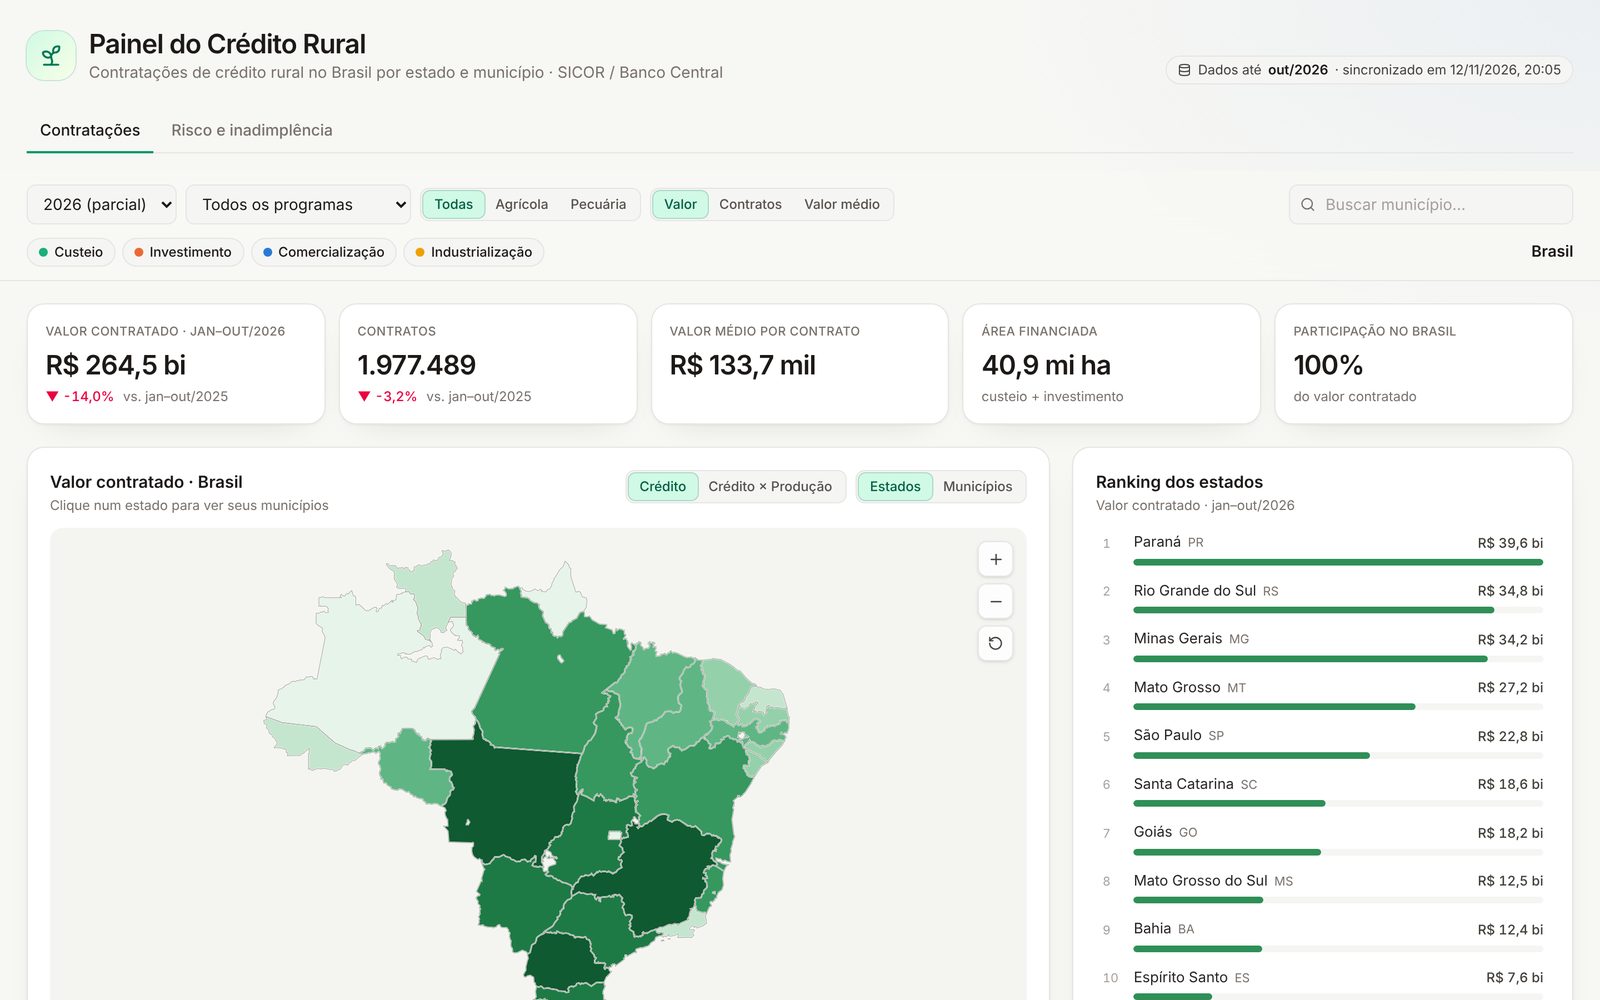 Painel do Crédito Rural
Contratações de crédito rural no Brasil por estado e município · SICOR / Banco Central
Dados até out/2026 · sincronizado em 12/11/2026, 20:05
Contratações
Risco e inadimplência
2026 (parcial)
Todos os programas
Todas
Agrícola
Pecuária
Valor
Contratos
Valor médio
Buscar município...
Custeio
Investimento
Comercialização
Industrialização
Brasil
VALOR CONTRATADO · JAN–OUT/2026
R$ 264,5 bi
▼ -14,0% vs. jan–out/2025
CONTRATOS
1.977.489
▼ -3,2% vs. jan–out/2025
VALOR MÉDIO POR CONTRATO
R$ 133,7 mil
ÁREA FINANCIADA
40,9 mi ha
custeio + investimento
PARTICIPAÇÃO NO BRASIL
100%
do valor contratado
Valor contratado · Brasil
Clique num estado para ver seus municípios
Crédito
Crédito × Produção
Estados
Municípios
+
−
Ranking dos estados
Valor contratado · jan–out/2026
1 Paraná PR R$ 39,6 bi
2 Rio Grande do Sul RS R$ 34,8 bi
3 Minas Gerais MG R$ 34,2 bi
4 Mato Grosso MT R$ 27,2 bi
5 São Paulo SP R$ 22,8 bi
6 Santa Catarina SC R$ 18,6 bi
7 Goiás GO R$ 18,2 bi
8 Mato Grosso do Sul MS R$ 12,5 bi
9 Bahia BA R$ 12,4 bi
10 Espírito Santo ES R$ 7,6 bi